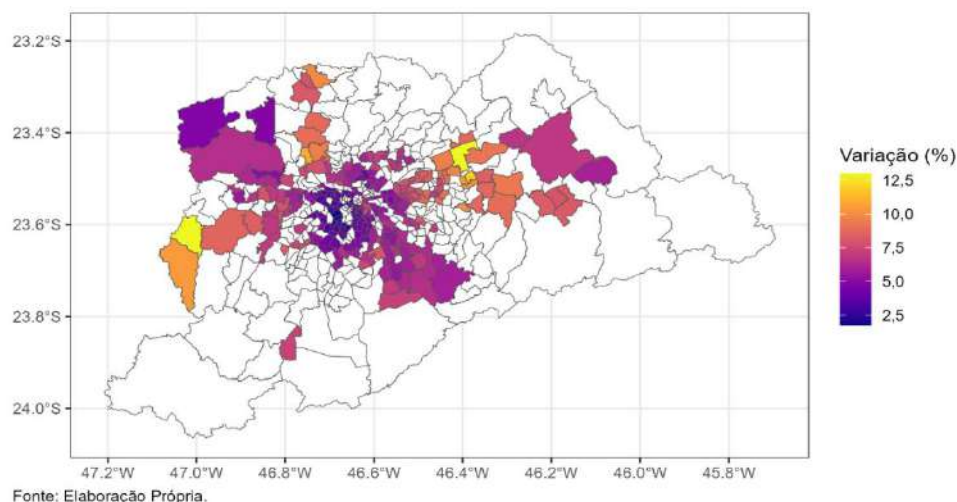 23.2°S
23.4°S
23.6°S
23.8°S
24.0°S
47.2°W 47.0°W 46.8°W 46.6°W 46.4°W 46.2°W 46.0°W 45.8°W
Variação (%)
12,5
10,0
7,5
5,0
2,5
Fonte: Elaboração Própria.